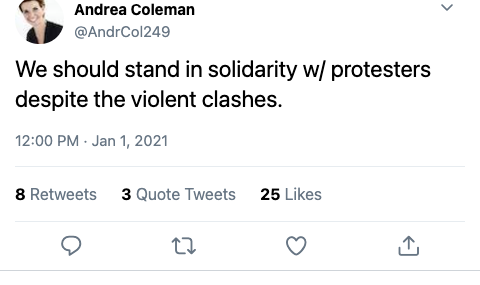 Andrea Coleman
@AndrCol249
We should stand in solidarity w/ protesters
despite the violent clashes.
12:00 PM · Jan 1, 2021
8 Retweets 3 Quote Tweets 25 Likes